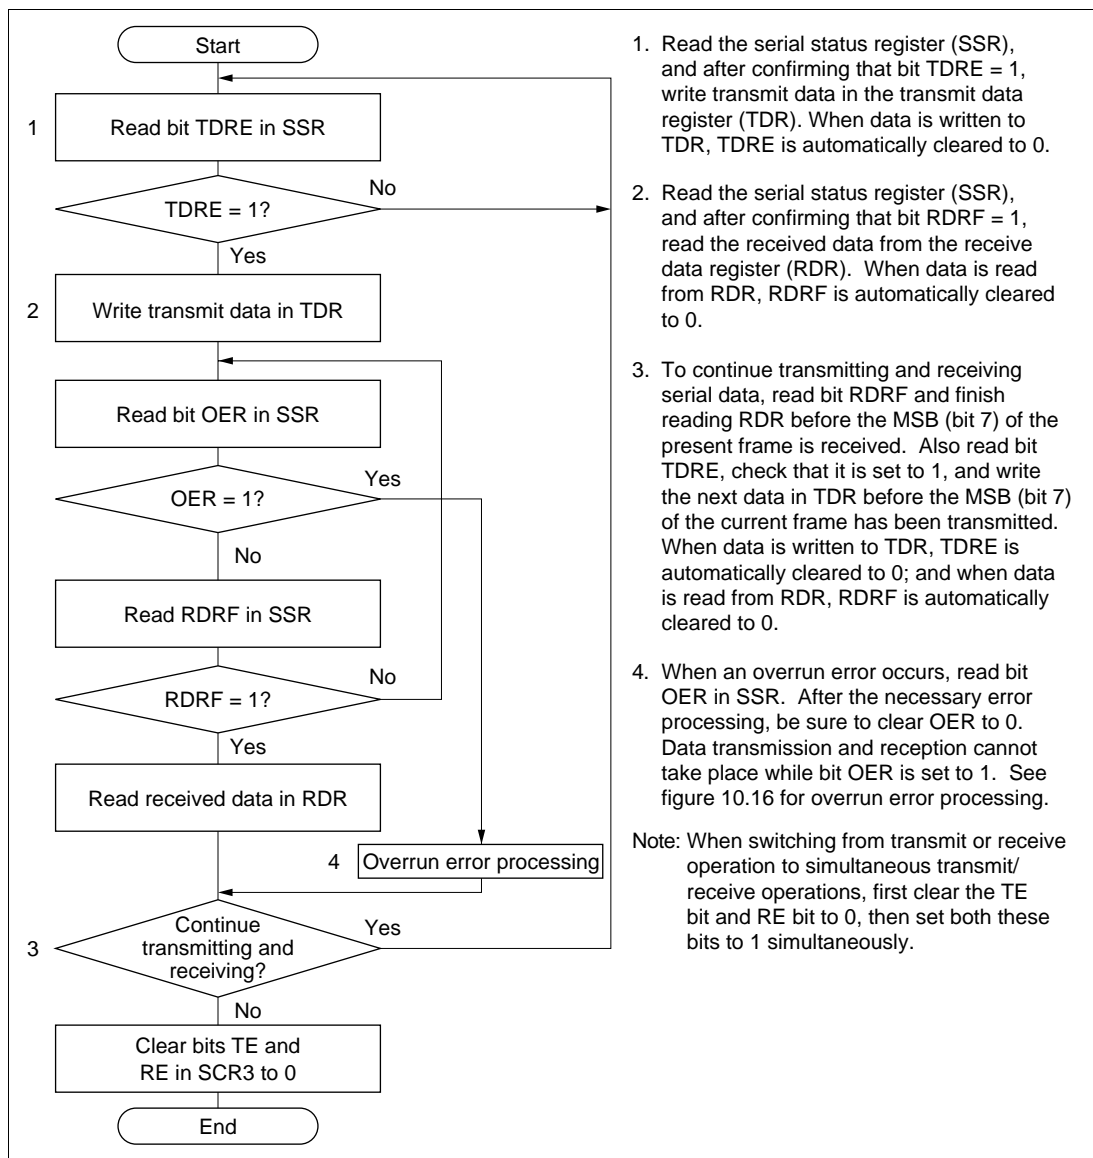 Start
1
Read bit TDRE in SSR
TDRE = 1?
No
Yes
2
Write transmit data in TDR
Read bit OER in SSR
OER = 1?
Yes
No
Read RDRF in SSR
RDRF = 1?
No
Yes
Read received data in RDR
4
Overrun error processing
3
Continue
transmitting and
receiving?
Yes
No
Clear bits TE and
RE in SCR3 to 0
End
1. Read the serial status register (SSR),
and after confirming that bit TDRE = 1,
write transmit data in the transmit data
register (TDR). When data is written to
TDR, TDRE is automatically cleared to 0.
2. Read the serial status register (SSR),
and after confirming that bit RDRF = 1,
read the received data from the receive
data register (RDR). When data is read
from RDR, RDRF is automatically cleared
to 0.
3. To continue transmitting and receiving
serial data, read bit RDRF and finish
reading RDR before the MSB (bit 7) of the
present frame is received. Also read bit
TDRE, check that it is set to 1, and write
the next data in TDR before the MSB (bit 7)
of the current frame has been transmitted.
When data is written to TDR, TDRE is
automatically cleared to 0; and when data
is read from RDR, RDRF is automatically
cleared to 0.
4. When an overrun error occurs, read bit
OER in SSR. After the necessary error
processing, be sure to clear OER to 0.
Data transmission and reception cannot
take place while bit OER is set to 1. See
figure 10.16 for overrun error processing.
Note: When switching from transmit or receive
operation to simultaneous transmit/
receive operations, first clear the TE
bit and RE bit to 0, then set both these
bits to 1 simultaneously.